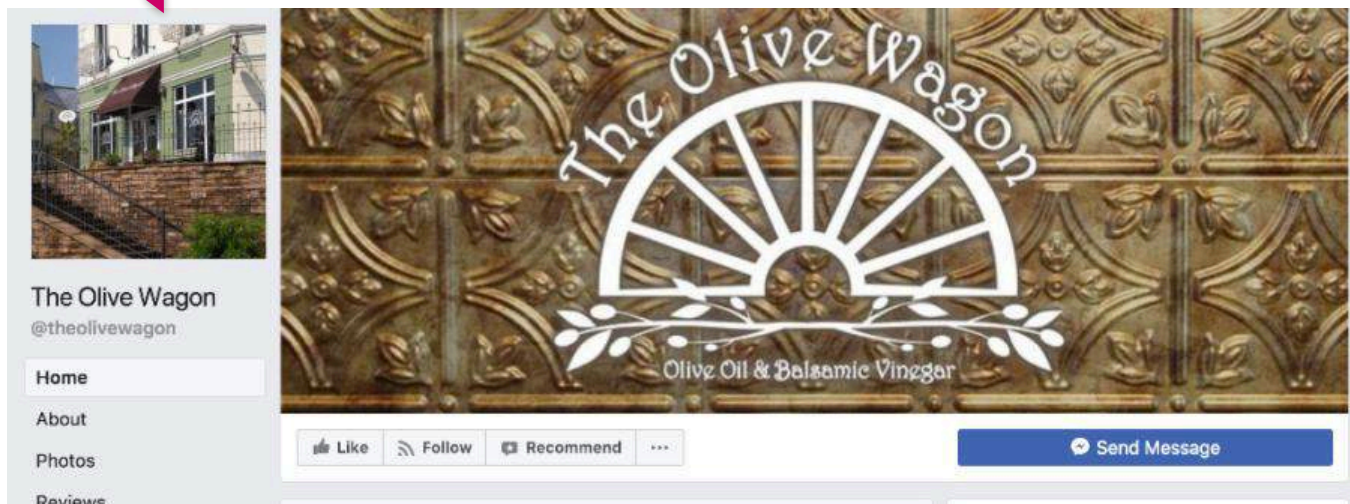 The Olive Wagon
Olive Oil & Balsamic Vinegar
The Olive Wagon
@theolivewagon
Home
About
Photos
Reviews
Like
Follow
Recommend
Send Message